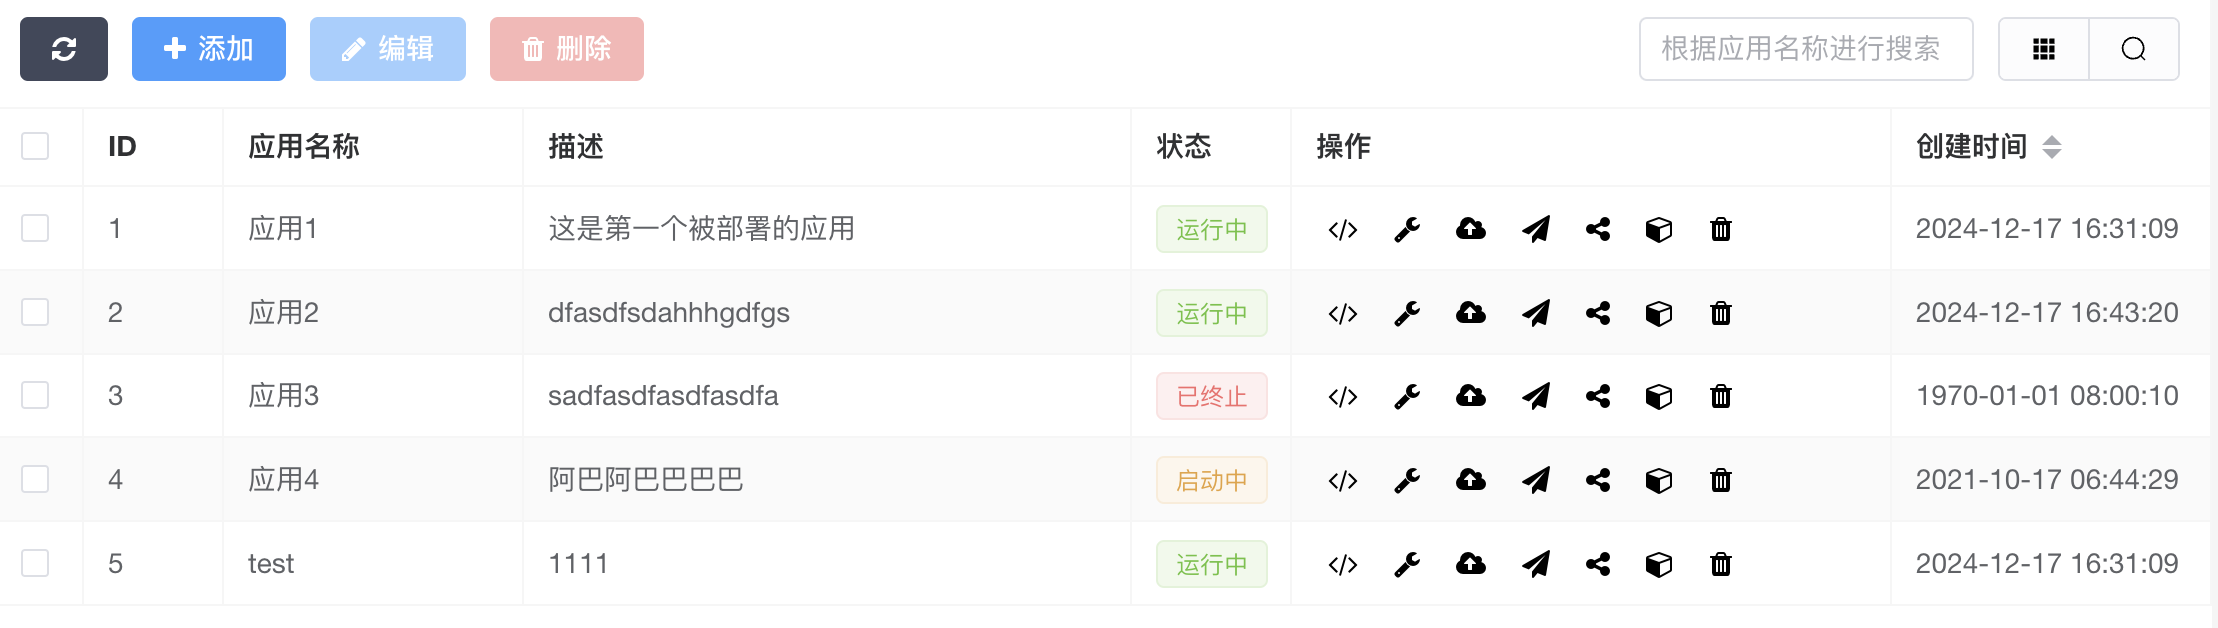 添加 编辑 删除 根据应用名称进行搜索
ID 应用名称 描述 状态 操作 创建时间
1 应用1 这是第一个被部署的应用 运行中 2024-12-17 16:31:09
2 应用2 dfasdfsdahhhgdfgs 运行中 2024-12-17 16:43:20
3 应用3 sadfasdfasdfasdfa 已终止 1970-01-01 08:00:10
4 应用4 阿巴阿巴巴巴巴 启动中 2021-10-17 06:44:29
5 test 1111 运行中 2024-12-17 16:31:09